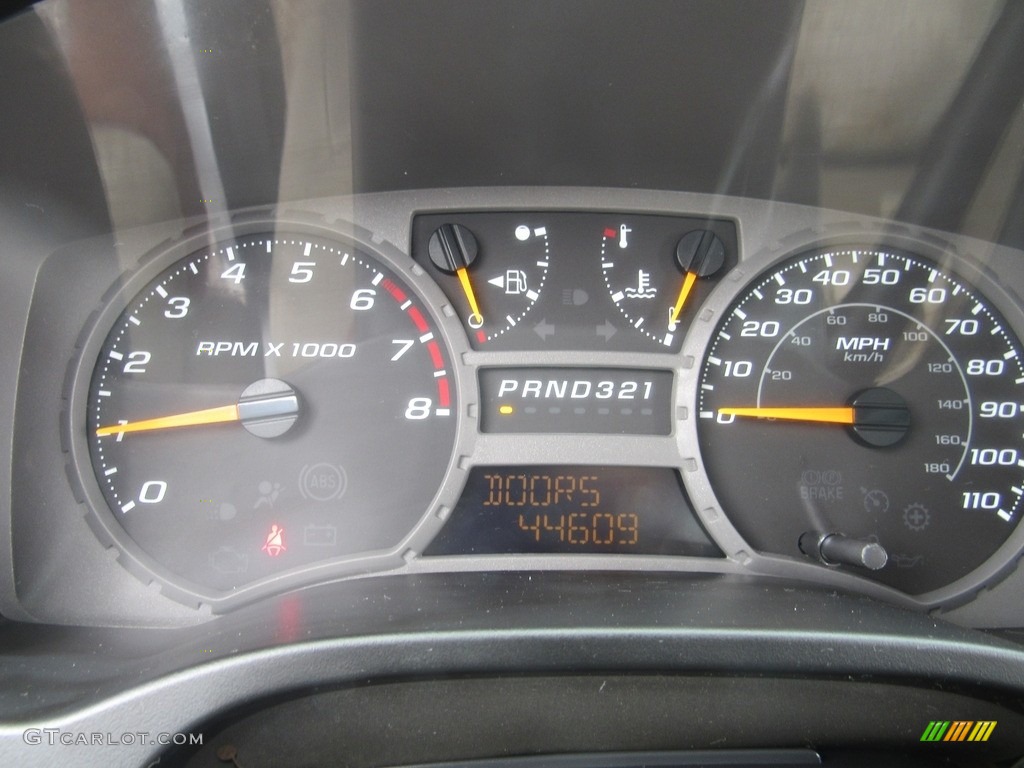 0 1 2 3 4 5 6 7 8
RPM X 1000
ABS
PRND321
DOORS
44609
0 10 20 30 40 50 60 70 80 90 100 110
MPH
km/h
0 20 40 60 80 100 120 140 160 180
BRAKE
GTCARLOT.COM